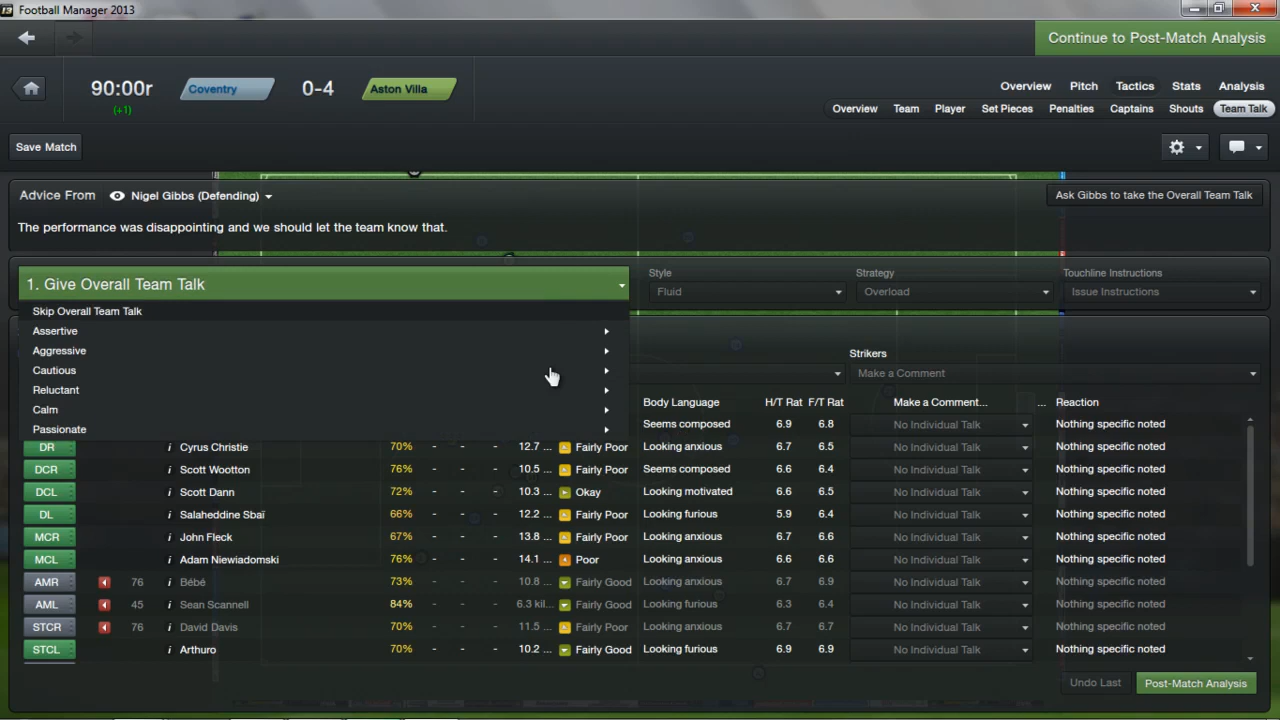 Football Manager 2013
Continue to Post-Match Analysis
90:00r Coventry 0-4 Aston Villa
(+1)
Overview Pitch Tactics Stats Analysis
Overview Team Player Set Pieces Penalties Captains Shouts Team Talk
Save Match
Advice From Nigel Gibbs (Defending) Ask Gibbs to take the Overall Team Talk
The performance was disappointing and we should let the team know that.
1. Give Overall Team Talk
Style Strategy Touchline Instructions
Fluid Overload Issue Instructions
Skip Overall Team Talk
Assertive
Aggressive
Cautious
Reluctant
Calm
Passionate
Strikers
Make a Comment
Body Language H/T Rat F/T Rat Make a Comment... ... Reaction
Seems composed 6.9 6.8 No Individual Talk Nothing specific noted
DR i Cyrus Christie 70% - - - 12.7 ... Fairly Poor Looking anxious 6.7 6.5 No Individual Talk Nothing specific noted
DCR i Scott Wootton 76% - - - 10.5 ... Fairly Poor Seems composed 6.6 6.4 No Individual Talk Nothing specific noted
DCL i Scott Dann 72% - - - 10.3 ... Okay Looking motivated 6.6 6.5 No Individual Talk Nothing specific noted
DL i Salaheddine Sbaï 66% - - - 12.2 ... Fairly Poor Looking furious 5.9 6.4 No Individual Talk Nothing specific noted
MCR i John Fleck 67% - - - 13.8 ... Fairly Poor Looking anxious 6.7 6.6 No Individual Talk Nothing specific noted
MCL i Adam Niewiadomski 76% - - - 14.1 ... Poor Looking anxious 6.6 6.6 No Individual Talk Nothing specific noted
AMR 76 i Bébé 73% - - - 10.8 ... Fairly Good Looking anxious 6.7 6.9 No Individual Talk Nothing specific noted
AML 45 i Sean Scannell 84% - - - 6.3 kil... Fairly Good Looking furious 6.3 6.4 No Individual Talk Nothing specific noted
STCR 76 i David Davis 70% - - - 11.5 ... Fairly Poor Looking anxious 6.7 6.6 No Individual Talk Nothing specific noted
STCL i Arthuro 70% - - - 10.2 ... Fairly Good Looking furious 6.9 6.9 No Individual Talk Nothing specific noted
Undo Last Post-Match Analysis